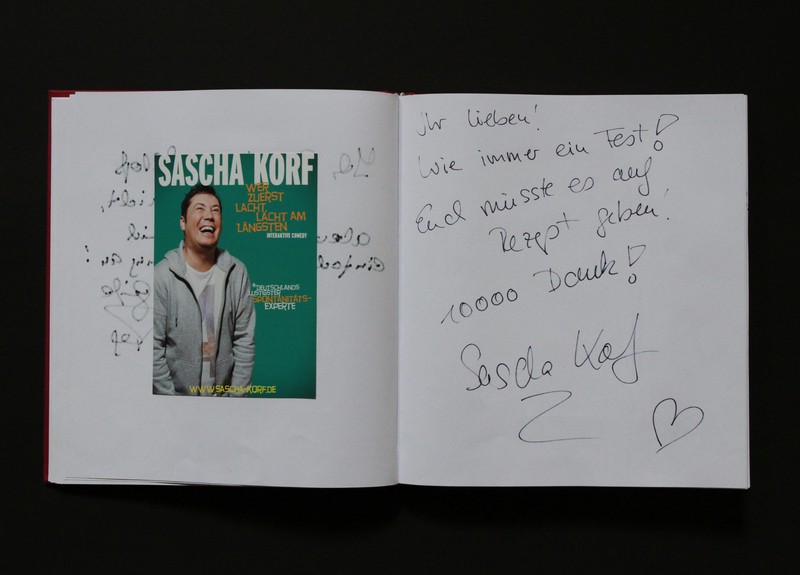 SASCHA KORF
WER
ZUERST
LACHT,
LACHT AM
LÄNGSTEN
INTERAKTIVE COMEDY
*DEUTSCHLANDS
LUSTIGSTER
SPONTANITÄTS-
EXPERTE
WWW.SASCHA-KORF.DE
Ihr Lieben!
Wie immer ein Fest!
Euch müsste es auf
Rezept geben!
10000 Dank!
Sascha Korf